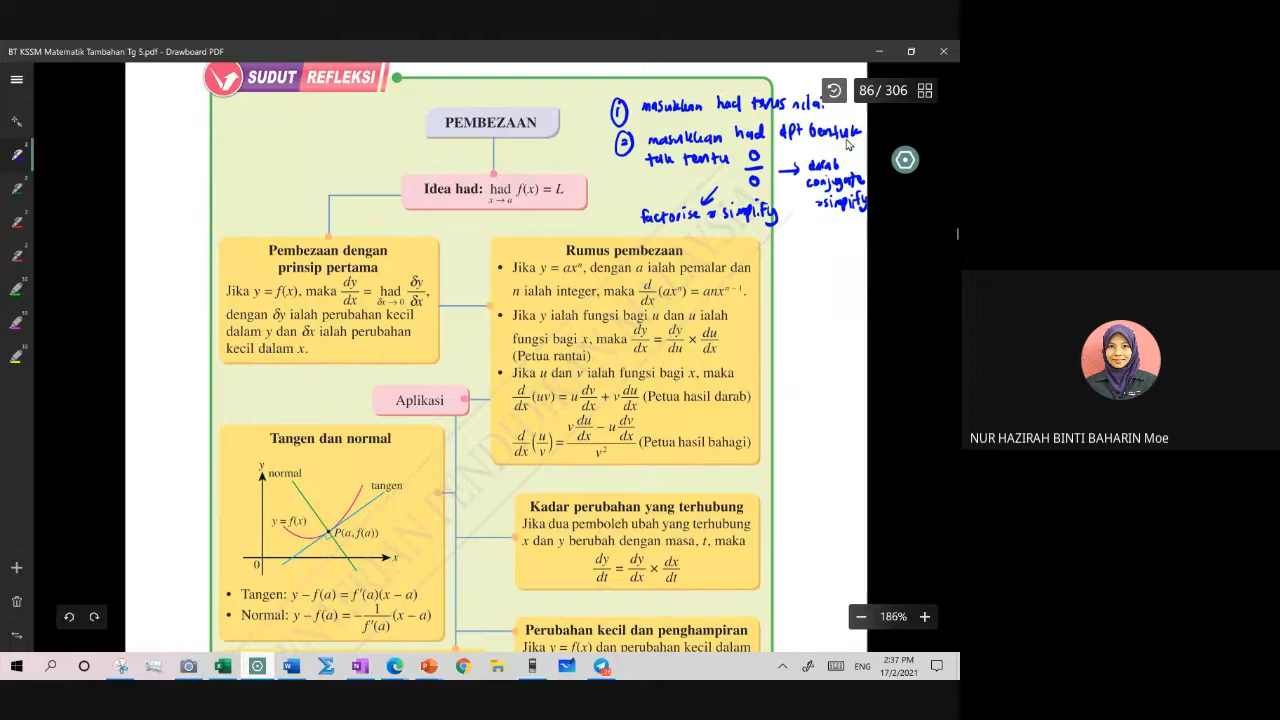 BT KSSM Matematik Tambahan Tg 5.pdf - Drawboard PDF
SUDUT REFLEKSI
86 / 306
PEMBEZAAN
① masukkan had terus nilai
② masukkan had dpt bentuk
tak tentu 0/0 → darab
conjugate
simplify
factorise simplify
Idea had: had f(x) = L
x → a
Pembezaan dengan
prinsip pertama
Jika y = f(x), maka dy/dx = had δy/δx,
δx → 0
dengan δy ialah perubahan kecil
dalam y dan δx ialah perubahan
kecil dalam x.
Rumus pembezaan
• Jika y = axⁿ, dengan a ialah pemalar dan
n ialah integer, maka d/dx (axⁿ) = anxⁿ⁻¹.
• Jika y ialah fungsi bagi u dan u ialah
fungsi bagi x, maka dy/dx = dy/du × du/dx
(Petua rantai)
• Jika u dan v ialah fungsi bagi x, maka
d/dx (uv) = u dv/dx + v du/dx (Petua hasil darab)
d/dx (u/v) = (v du/dx – u dv/dx)/v² (Petua hasil bahagi)
Aplikasi
Tangen dan normal
y
normal
tangen
y = f(x)
P(a, f(a))
0
x
• Tangen: y – f(a) = f′(a)(x – a)
• Normal: y – f(a) = – 1/f′(a) (x – a)
Kadar perubahan yang terhubung
Jika dua pemboleh ubah yang terhubung
x dan y berubah dengan masa, t, maka
dy/dt = dy/dx × dx/dt
Perubahan kecil dan penghampiran
Jika y = f(x) dan perubahan kecil dalam
NUR HAZIRAH BINTI BAHARIN Moe
186%
ENG
2:37 PM
17/2/2021